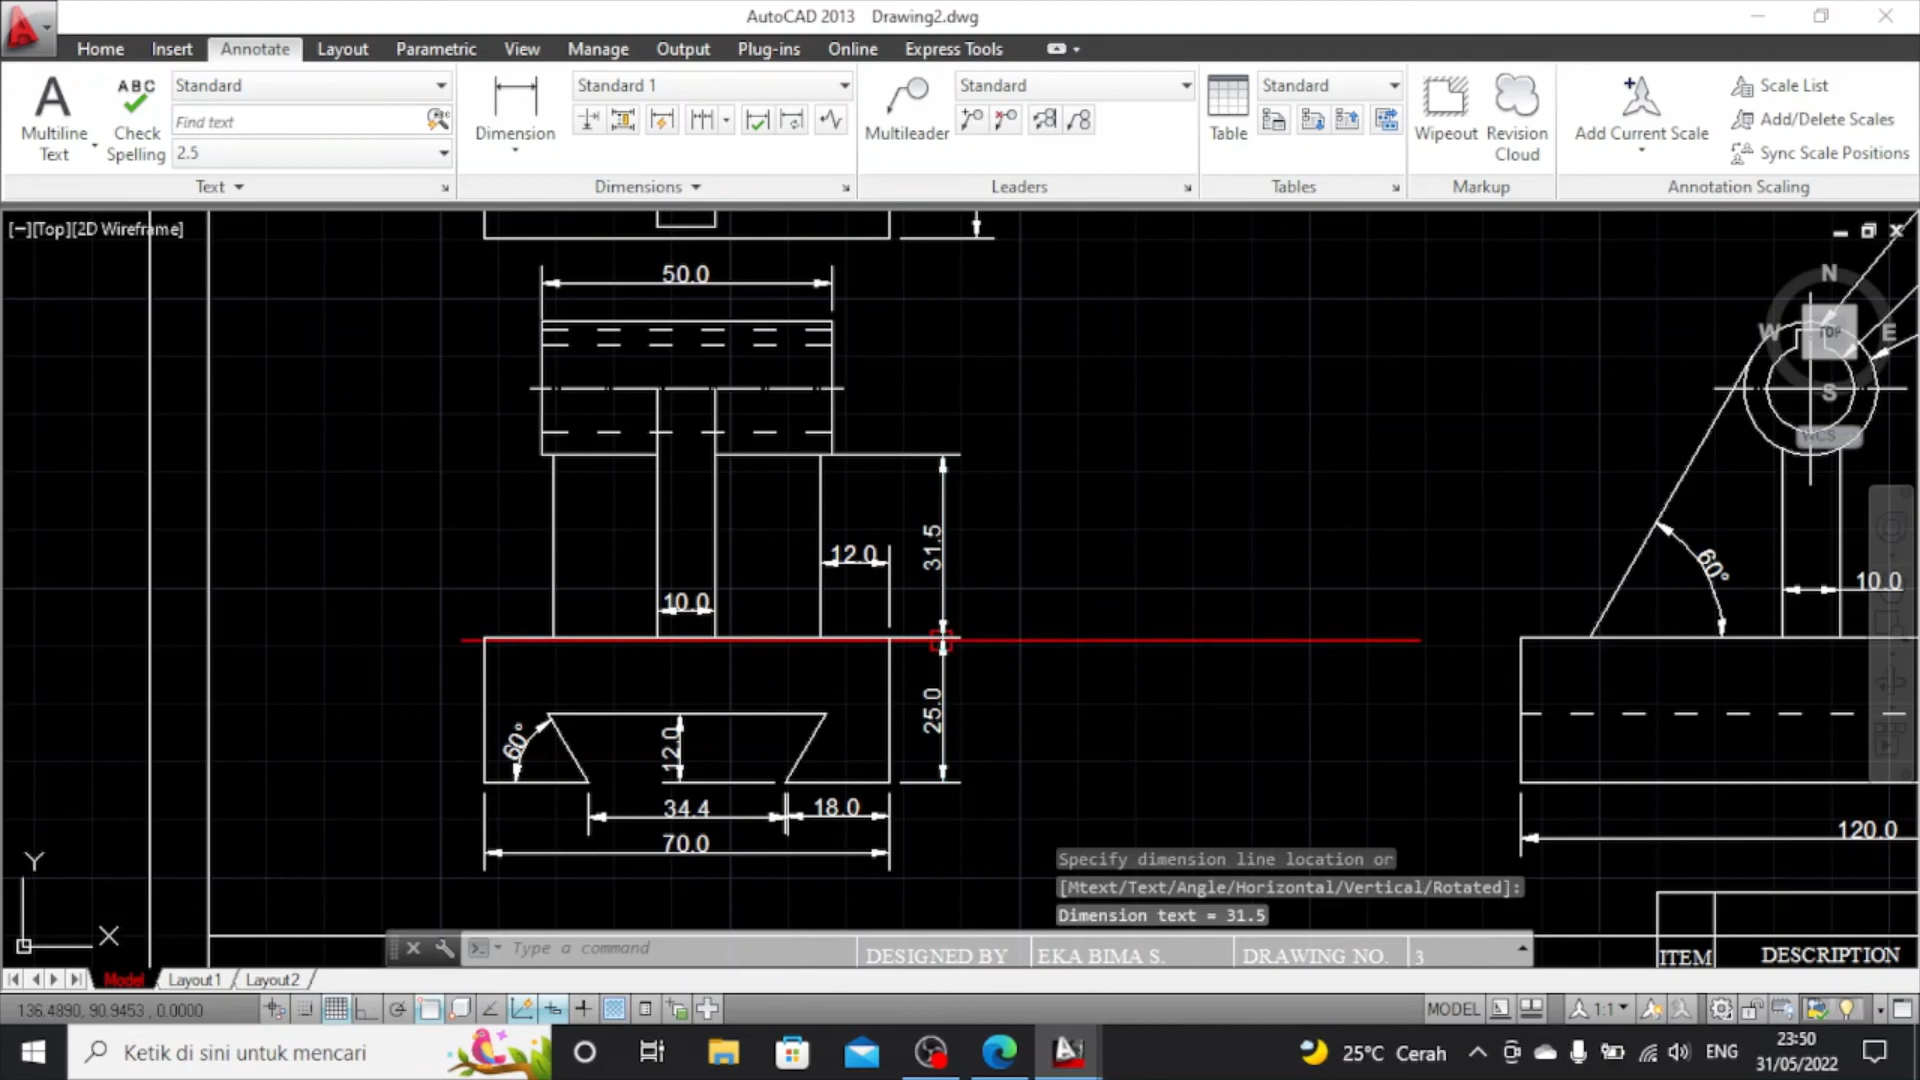 AutoCAD 2013 Drawing2.dwg
Home Insert Annotate Layout Parametric View Manage Output Plug-ins Online Express Tools
A ABC Standard Standard 1 Standard Standard Scale List
Find text
Multiline Text Check Spelling Dimension Multileader Table Wipeout Revision Cloud Add Current Scale Add/Delete Scales
2.5 Sync Scale Positions
Text Dimensions Leaders Tables Markup Annotation Scaling
[−][Top][2D Wireframe]
N
50.0
W TOP E
S
WCS
31.5
12.0
60°
10.0
10.0
25.0
60°
12.0
34.4 18.0
70.0
120.0
Y
X
Specify dimension line location or
[Mtext/Text/Angle/Horizontal/Vertical/Rotated]:
Dimension text = 31.5
Type a command
DESIGNED BY EKA BIMA S. DRAWING NO. 3
ITEM DESCRIPTION
Model Layout1 Layout2
136.4890, 90.9453 , 0.0000 MODEL 1:1
Ketik di sini untuk mencari 25°C Cerah ENG 23:50
31/05/2022